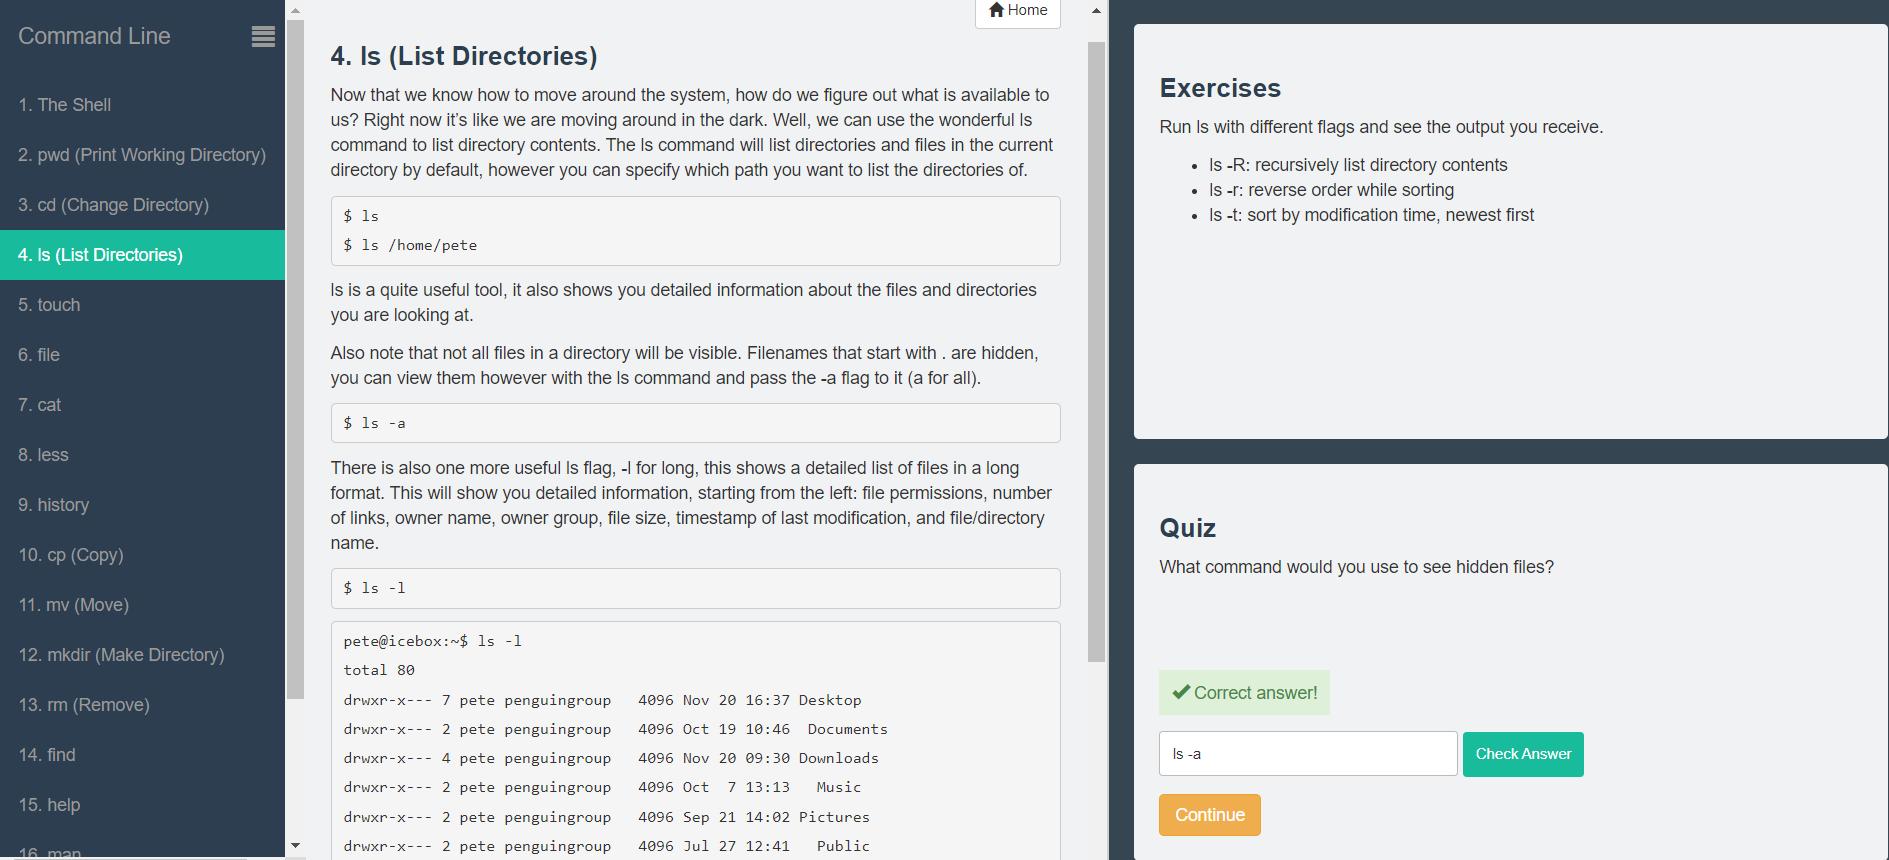 Command Line
1. The Shell
2. pwd (Print Working Directory)
3. cd (Change Directory)
4. ls (List Directories)
5. touch
6. file
7. cat
8. less
9. history
10. cp (Copy)
11. mv (Move)
12. mkdir (Make Directory)
13. rm (Remove)
14. find
15. help
16. man
Home
4. ls (List Directories)
Now that we know how to move around the system, how do we figure out what is available to
us? Right now it's like we are moving around in the dark. Well, we can use the wonderful ls
command to list directory contents. The ls command will list directories and files in the current
directory by default, however you can specify which path you want to list the directories of.
$ ls
$ ls /home/pete
ls is a quite useful tool, it also shows you detailed information about the files and directories
you are looking at.
Also note that not all files in a directory will be visible. Filenames that start with . are hidden,
you can view them however with the ls command and pass the -a flag to it (a for all).
$ ls -a
There is also one more useful ls flag, -l for long, this shows a detailed list of files in a long
format. This will show you detailed information, starting from the left: file permissions, number
of links, owner name, owner group, file size, timestamp of last modification, and file/directory
name.
$ ls -l
pete@icebox:~$ ls -l
total 80
drwxr-x--- 7 pete penguingroup   4096 Nov 20 16:37 Desktop
drwxr-x--- 2 pete penguingroup   4096 Oct 19 10:46  Documents
drwxr-x--- 4 pete penguingroup   4096 Nov 20 09:30 Downloads
drwxr-x--- 2 pete penguingroup   4096 Oct  7 13:13   Music
drwxr-x--- 2 pete penguingroup   4096 Sep 21 14:02 Pictures
drwxr-x--- 2 pete penguingroup   4096 Jul 27 12:41   Public
Exercises
Run ls with different flags and see the output you receive.
• ls -R: recursively list directory contents
• ls -r: reverse order while sorting
• ls -t: sort by modification time, newest first
Quiz
What command would you use to see hidden files?
Correct answer!
ls -a
Check Answer
Continue